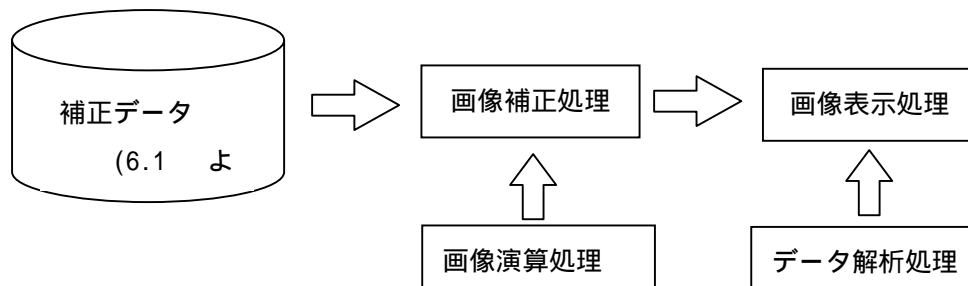 補正データ
(6.1 よ
画像補正処理
画像表示処理
画像演算処理
データ解析処理